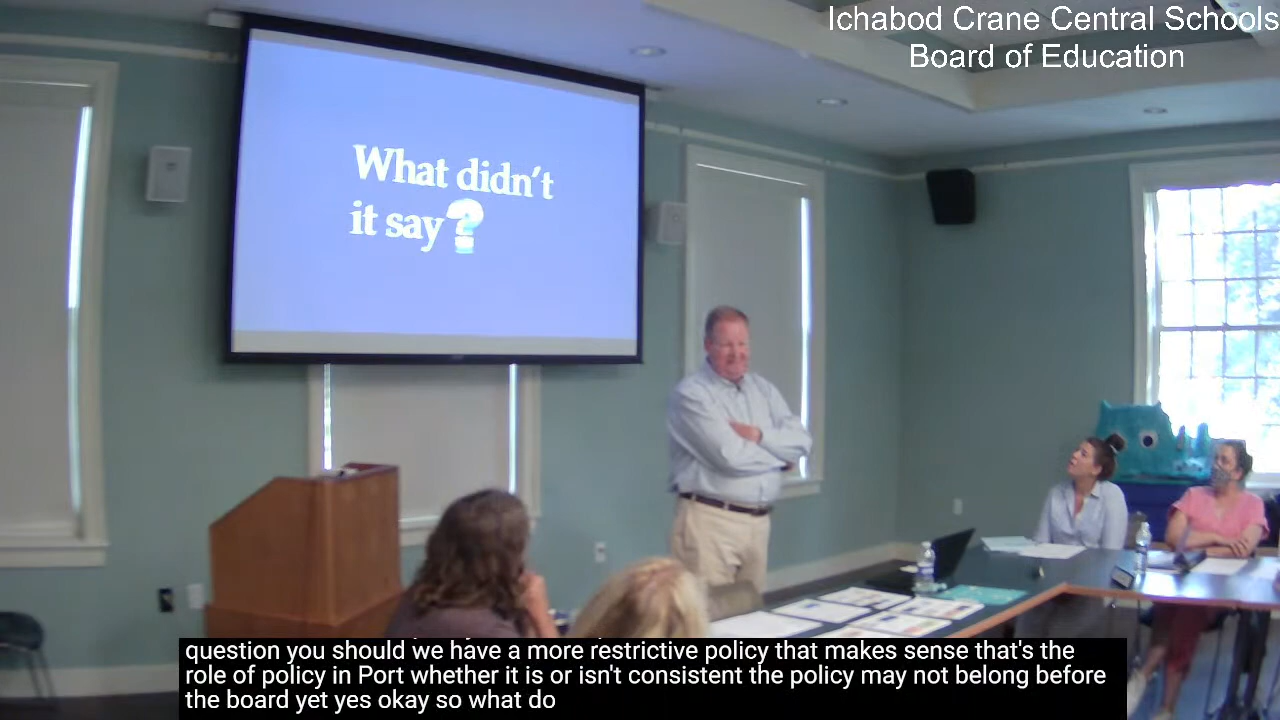 Ichabod Crane Central Schools
Board of Education
What didn't
it say?
question you should we have a more restrictive policy that makes sense that's the
role of policy in Port whether it is or isn't consistent the policy may not belong before
the board yet yes okay so what do